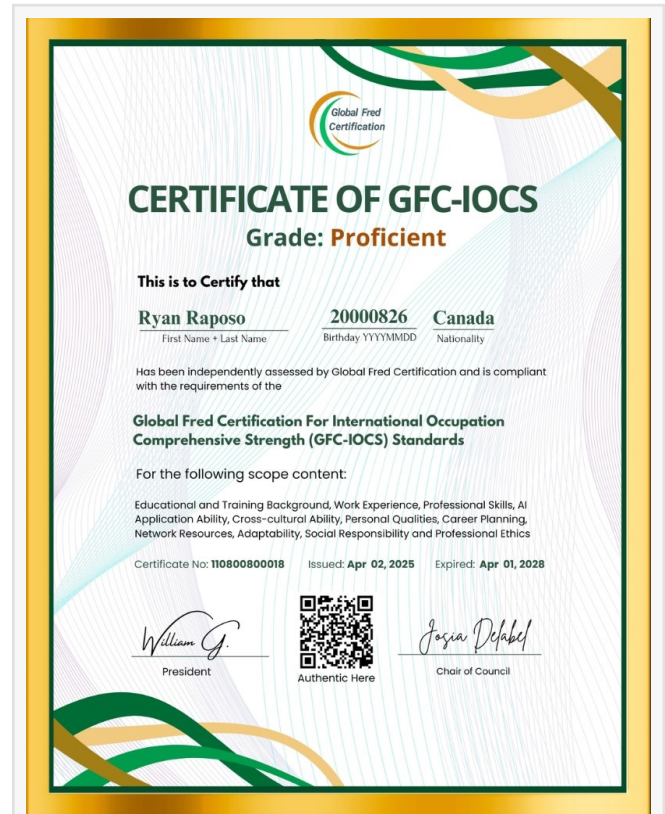 Global Fred
Certification
CERTIFICATE OF GFC-IOCS
Grade: Proficient
This is to Certify that
Ryan Raposo 20000826 Canada
First Name + Last Name Birthday YYYYMMDD Nationality
Has been independently assessed by Global Fred Certification and is compliant
with the requirements of the
Global Fred Certification For International Occupation
Comprehensive Strength (GFC-IOCS) Standards
For the following scope content:
Educational and Training Background, Work Experience, Professional Skills, AI
Application Ability, Cross-cultural Ability, Personal Qualities, Career Planning,
Network Resources, Adaptability, Social Responsibility and Professional Ethics
Certificate No: 110800800018 Issued: Apr 02, 2025 Expired: Apr 01, 2028
William G. Josia Delabel
President Authentic Here Chair of Council